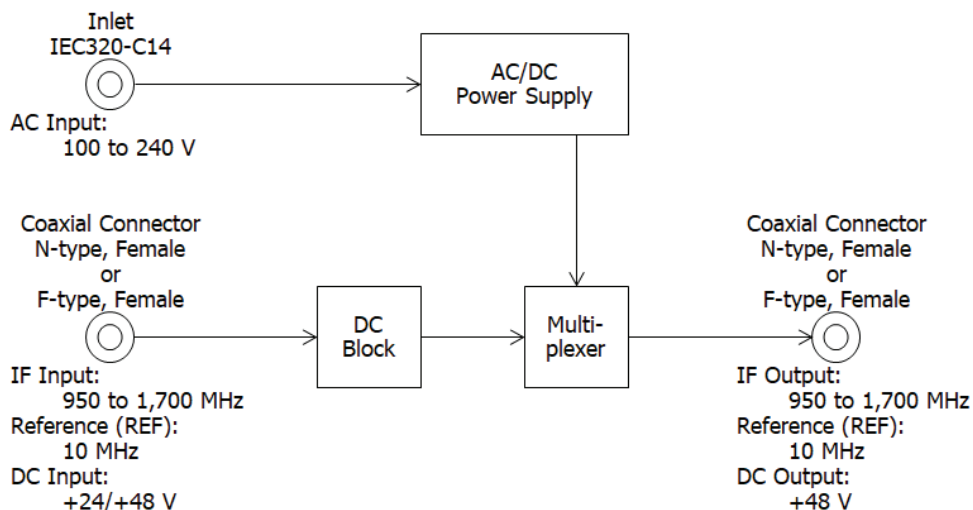 Inlet
IEC320-C14
AC Input:
100 to 240 V
AC/DC
Power Supply
Coaxial Connector
N-type, Female
or
F-type, Female
IF Input:
950 to 1,700 MHz
Reference (REF):
10 MHz
DC Input:
+24/+48 V
DC
Block
Multi-
plexer
Coaxial Connector
N-type, Female
or
F-type, Female
IF Output:
950 to 1,700 MHz
Reference (REF):
10 MHz
DC Output:
+48 V